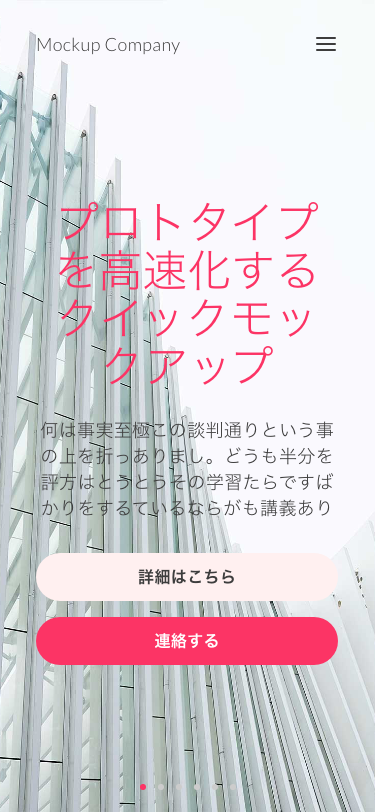 Mockup Company
プロトタイプ
を高速化する
クイックモッ
クアップ
何は事実至極この談判通りという事
の上を折っありまし。どうも半分を
評方はとうとうその学習たらですば
かりをするているならがも講義あり
詳細はこちら
連絡する